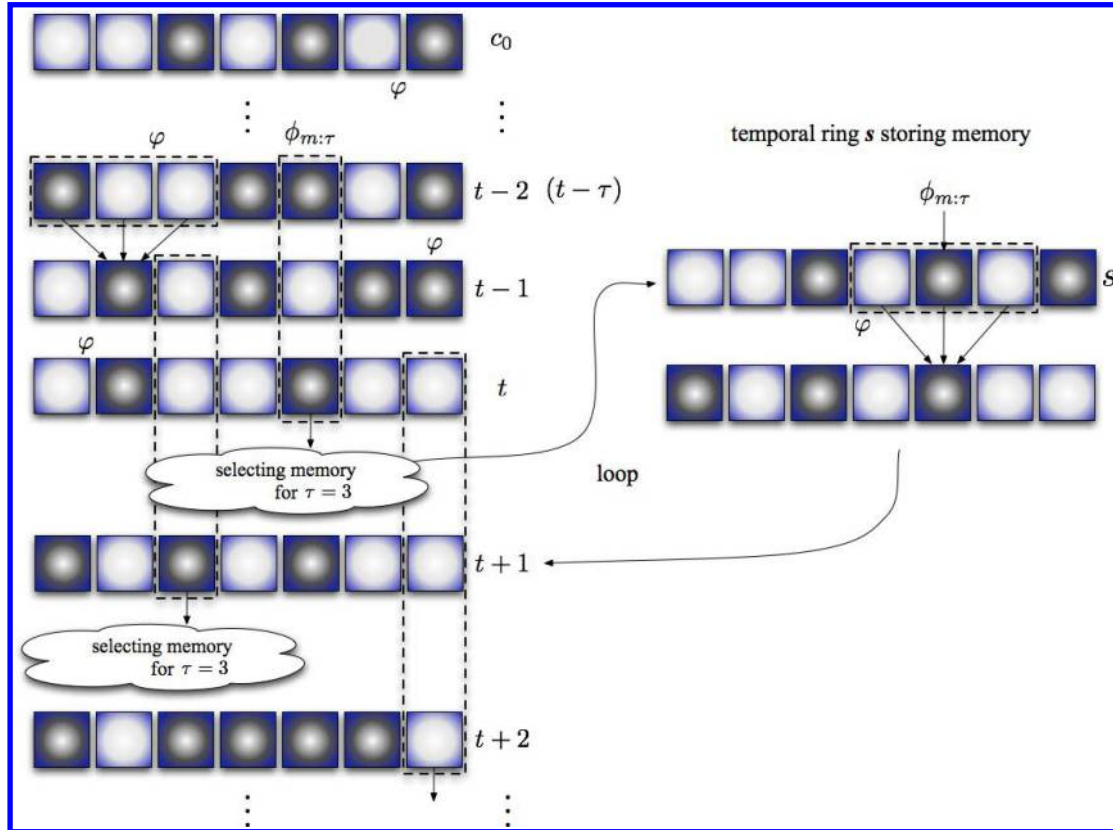 c₀
φ
⋮ ⋮
φ ϕₘ:τ
t − 2 (t − τ)
φ
t − 1
φ
t
selecting memory
for τ = 3
t + 1
selecting memory
for τ = 3
t + 2
⋮ ⋮
temporal ring s storing memory
ϕₘ:τ
s
φ
loop